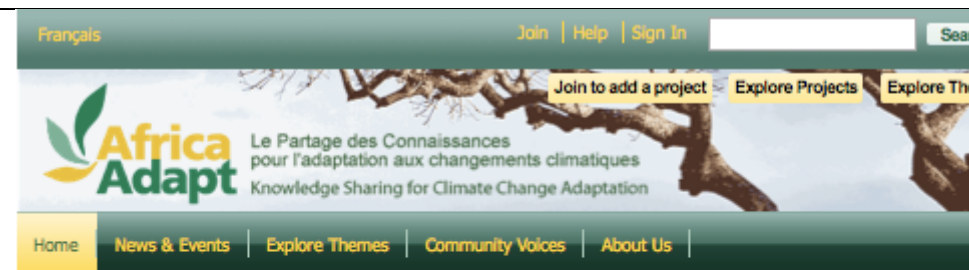 Français
Join | Help | Sign In
Join to add a project
Explore Projects
Africa
Adapt
Le Partage des Connaissances
pour l'adaptation aux changements climatiques
Knowledge Sharing for Climate Change Adaptation
Home
News & Events
Explore Themes
Community Voices
About Us